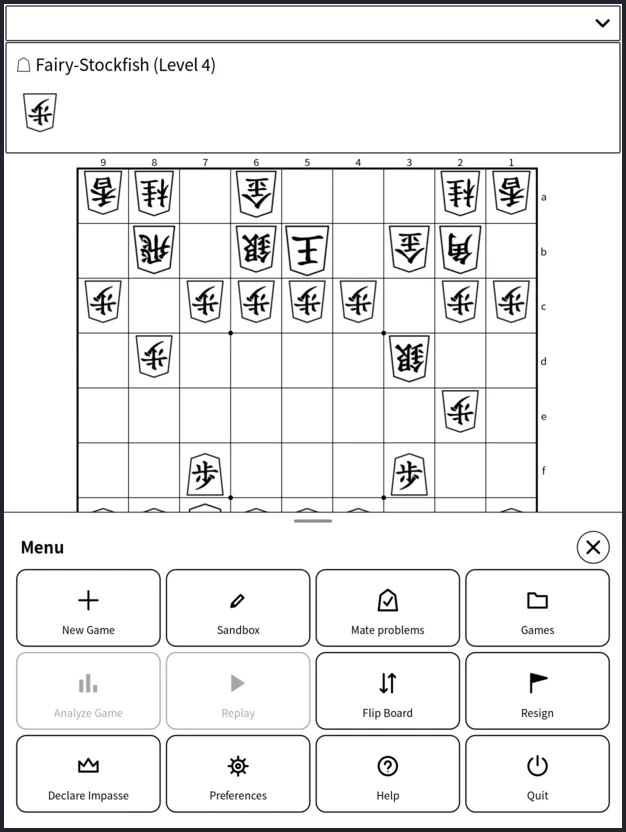 Fairy-Stockfish (Level 4)
歩
9 8 7 6 5 4 3 2 1
香 桂 金 桂 香 a
飛 銀 王 金 角 b
歩 歩 歩 歩 歩 歩 歩 c
歩 銀 d
歩 e
歩 歩 f
Menu
New Game Sandbox Mate problems Games
Analyze Game Replay Flip Board Resign
Declare Impasse Preferences Help Quit